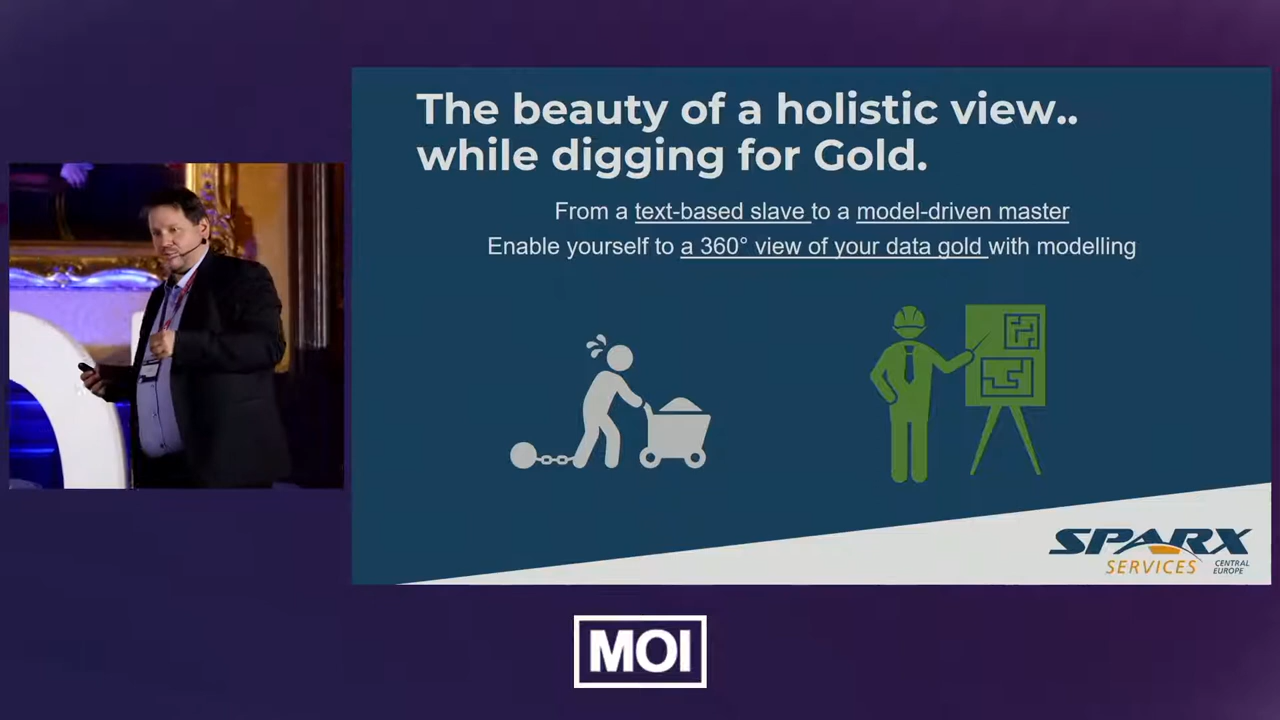 The beauty of a holistic view..
while digging for Gold.
From a text-based slave to a model-driven master
Enable yourself to a 360° view of your data gold with modelling
SPARX
SERVICES
CENTRAL
EUROPE
MOI